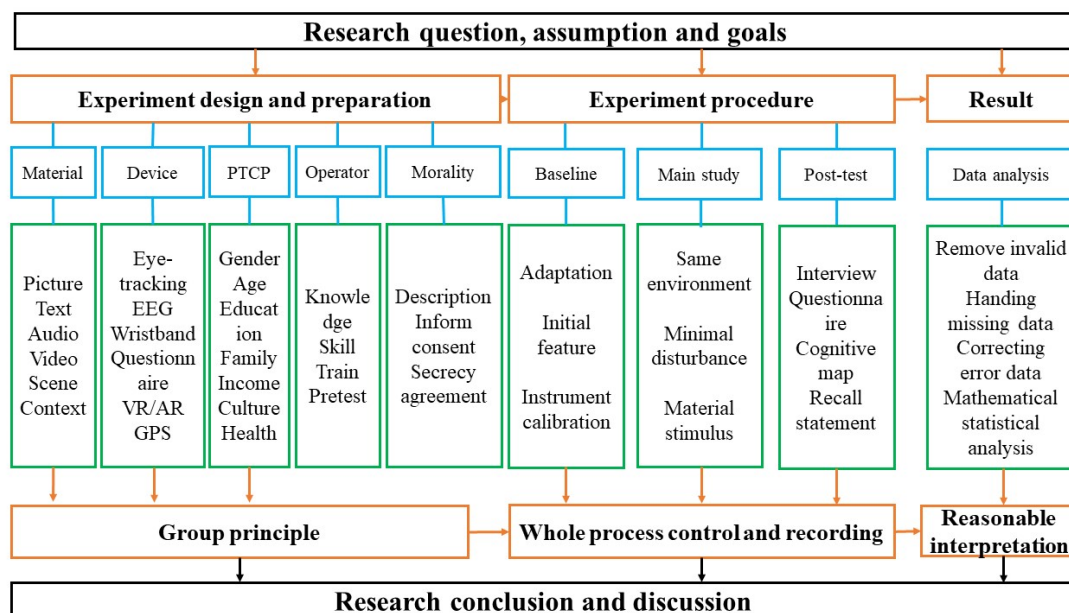 Research question, assumption and goals
Experiment design and preparation
Experiment procedure
Result
Material
Device
PTCP
Operator
Morality
Baseline
Main study
Post-test
Data analysis
Picture
Text
Audio
Video
Scene
Context
Eye-
tracking
EEG
Wristband
Questionn
aire
VR/AR
GPS
Gender
Age
Educat
ion
Family
Income
Culture
Health
Knowle
dge
Skill
Train
Pretest
Description
Inform
consent
Secrecy
agreement
Adaptation
Initial
feature
Instrument
calibration
Same
environment
Minimal
disturbance
Material
stimulus
Interview
Questionna
ire
Cognitive
map
Recall
statement
Remove invalid
data
Handing
missing data
Correcting
error data
Mathematical
statistical
analysis
Group principle
Whole process control and recording
Reasonable
interpretation
Research conclusion and discussion